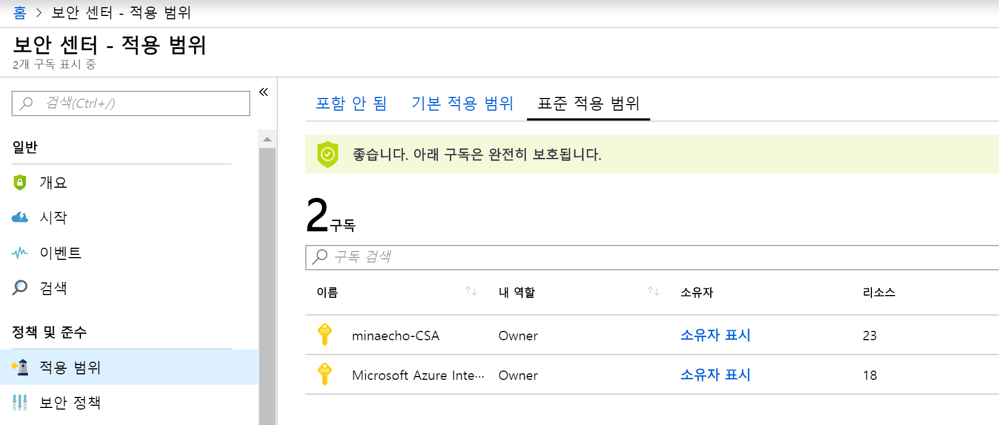 홈 > 보안 센터 - 적용 범위
보안 센터 - 적용 범위
2개 구독 표시 중
검색(Ctrl+/)
일반
개요
시작
이벤트
검색
정책 및 준수
적용 범위
보안 정책
포함 안 됨 기본 적용 범위 표준 적용 범위
좋습니다. 아래 구독은 완전히 보호됩니다.
2구독
구독 검색
이름 내 역할 소유자 리소스
minaecho-CSA Owner 소유자 표시 23
Microsoft Azure Inte... Owner 소유자 표시 18